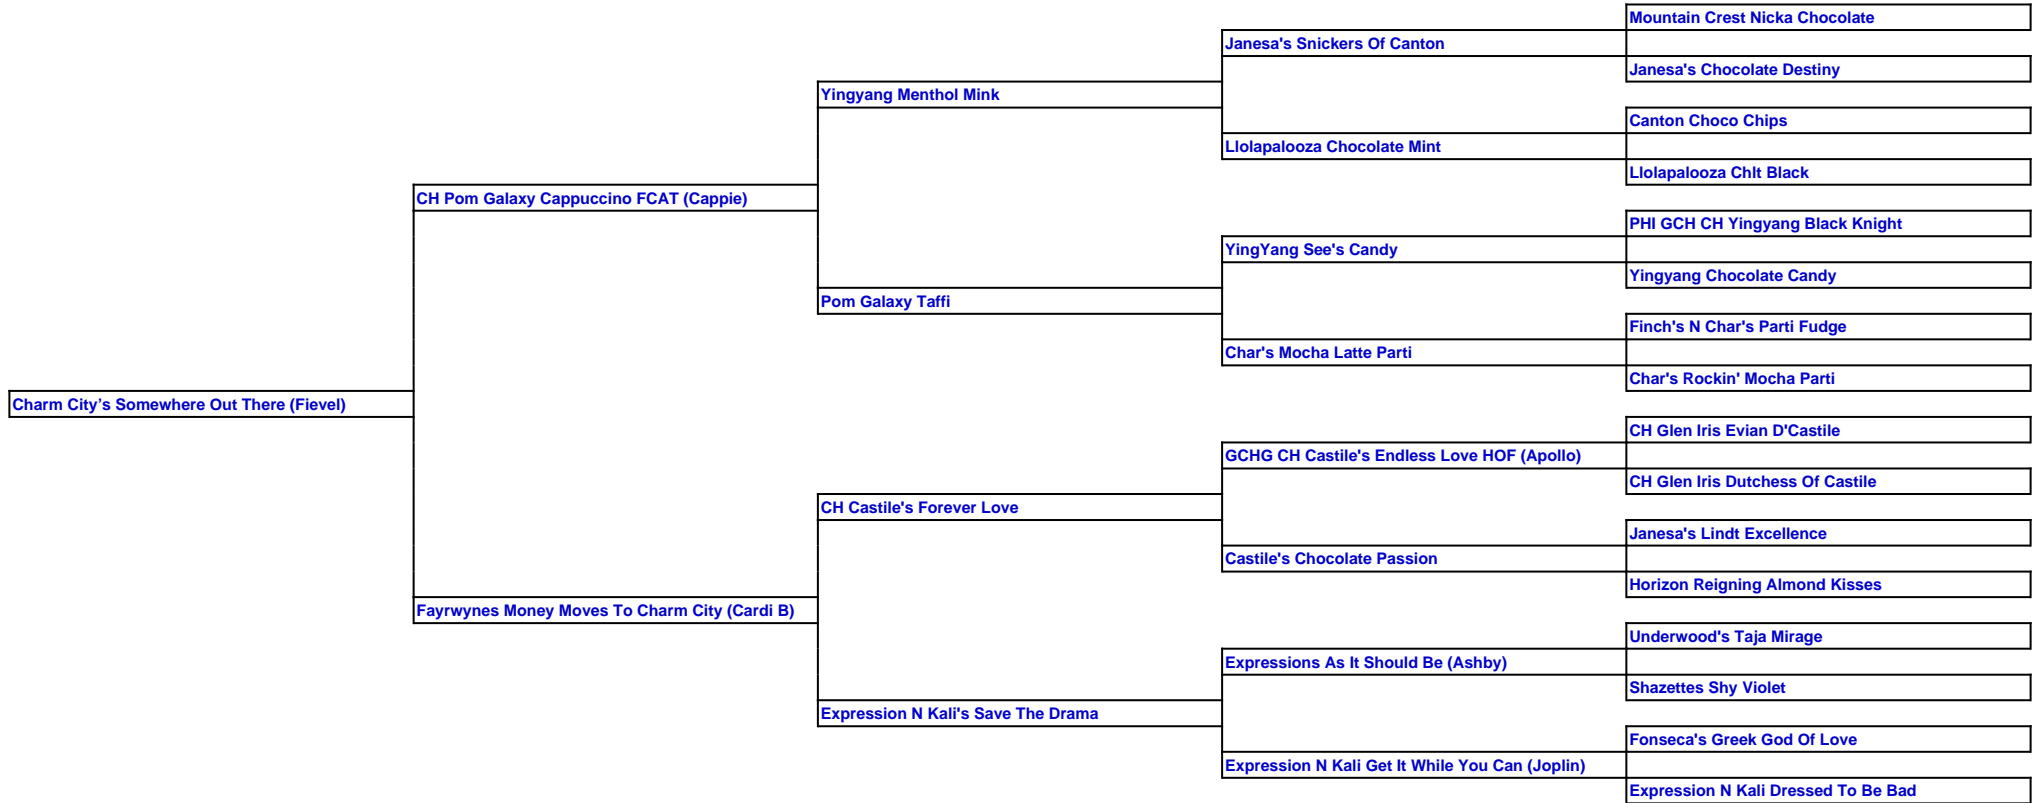 Mountain Crest Nicka Chocolate
Janesa's Snickers Of Canton
Janesa's Chocolate Destiny
Yingyang Menthol Mink
Canton Choco Chips
Llolapalooza Chocolate Mint
Llolapalooza Chlt Black
CH Pom Galaxy Cappuccino FCAT (Cappie)
PHI GCH CH Yingyang Black Knight
YingYang See's Candy
Yingyang Chocolate Candy
Pom Galaxy Taffi
Finch's N Char's Parti Fudge
Char's Mocha Latte Parti
Char's Rockin' Mocha Parti
Charm City’s Somewhere Out There (Fievel)
CH Glen Iris Evian D'Castile
GCHG CH Castile's Endless Love HOF (Apollo)
CH Glen Iris Dutchess Of Castile
CH Castile's Forever Love
Janesa's Lindt Excellence
Castile's Chocolate Passion
Horizon Reigning Almond Kisses
Fayrwynes Money Moves To Charm City (Cardi B)
Underwood's Taja Mirage
Expressions As It Should Be (Ashby)
Shazettes Shy Violet
Expression N Kali's Save The Drama
Fonseca's Greek God Of Love
Expression N Kali Get It While You Can (Joplin)
Expression N Kali Dressed To Be Bad